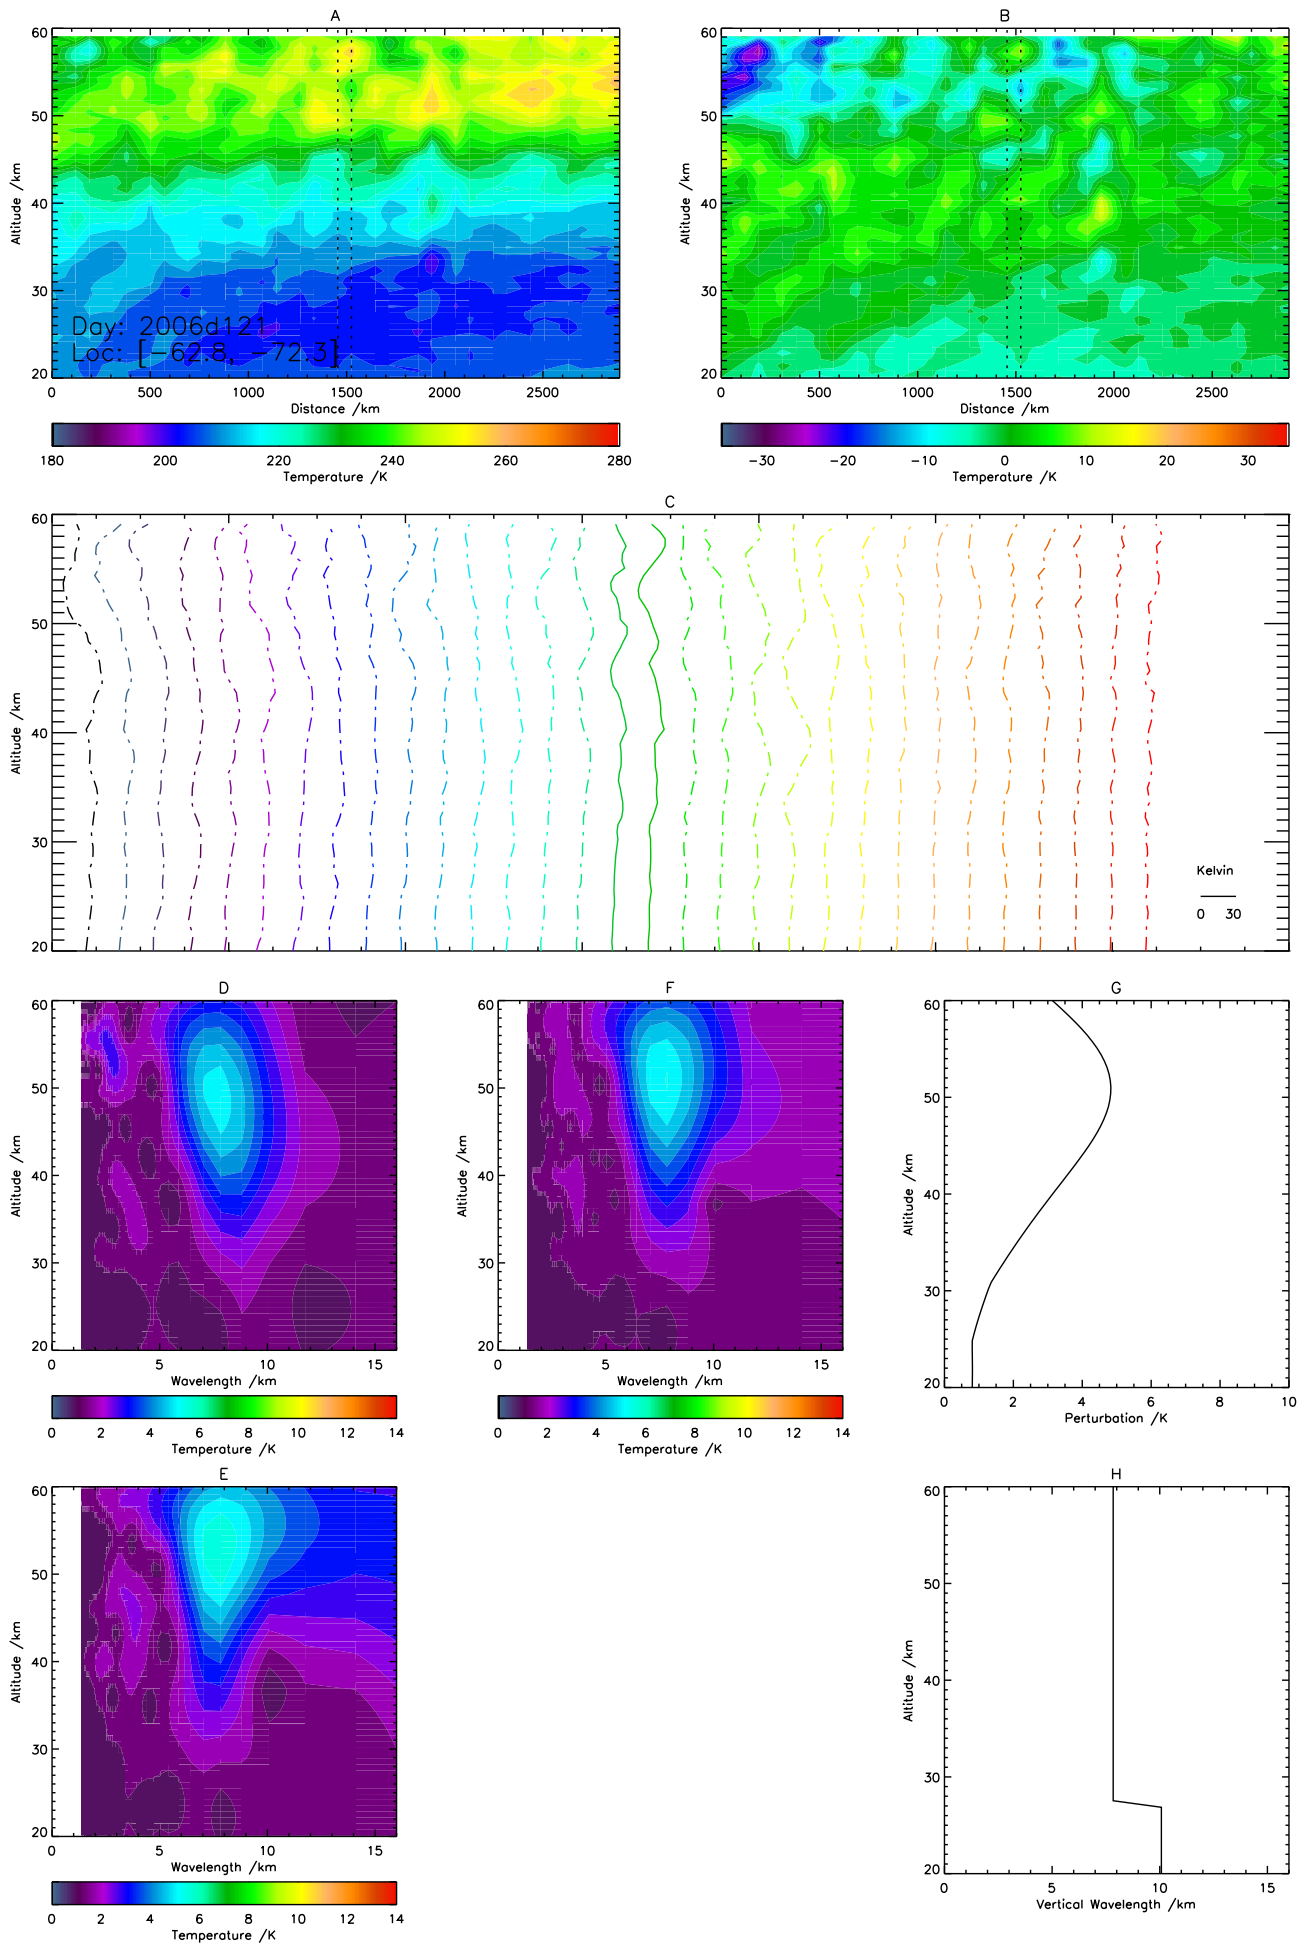 A
60
50
40
30
20
Altitude /km
Day: 2006d121
Loc: [-62.8, -72.3]
0 500 1000 1500 2000 2500
Distance /km
180 200 220 240 260 280
Temperature /K
B
60
50
40
30
20
Altitude /km
0 500 1000 1500 2000 2500
Distance /km
-30 -20 -10 0 10 20 30
Temperature /K
C
60
50
40
30
20
Altitude /km
Kelvin
0 30
D
60
50
40
30
20
Altitude /km
0 5 10 15
Wavelength /km
0 2 4 6 8 10 12 14
Temperature /K
F
60
50
40
30
20
Altitude /km
0 5 10 15
Wavelength /km
0 2 4 6 8 10 12 14
Temperature /K
G
60
50
40
30
20
Altitude /km
0 2 4 6 8 10
Perturbation /K
E
60
50
40
30
20
Altitude /km
0 5 10 15
Wavelength /km
0 2 4 6 8 10 12 14
Temperature /K
H
60
50
40
30
20
Altitude /km
0 5 10 15
Vertical Wavelength /km